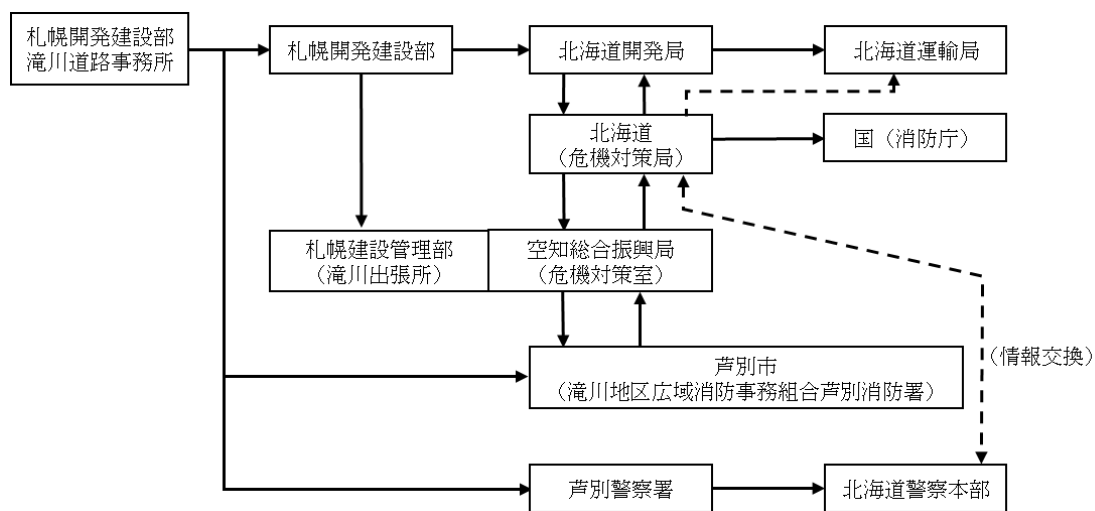 札幌開発建設部
滝川道路事務所
札幌開発建設部
北海道開発局
北海道運輸局
北海道
（危機対策局）
国（消防庁）
札幌建設管理部
（滝川出張所）
空知総合振興局
（危機対策室）
芦別市
（滝川地区広域消防事務組合芦別消防署）
（情報交換）
芦別警察署
北海道警察本部